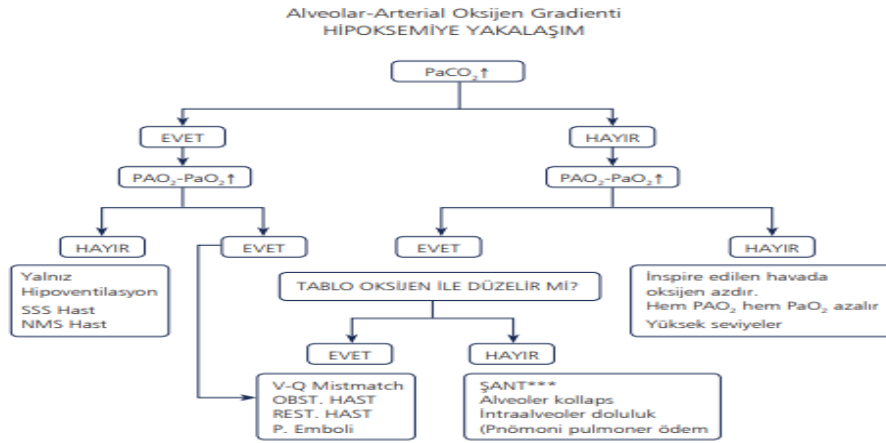 Alveolar-Arterial Oksijen Gradienti
HİPOKSEMİYE YAKALAŞIM
PaCO₂↑
EVET
HAYIR
PAO₂-PaO₂↑
PAO₂-PaO₂↑
HAYIR
EVET
EVET
HAYIR
Yalnız
Hipoventilasyon
SSS Hast
NMS Hast
TABLO OKSİJEN İLE DÜZELİR Mİ?
İnspire edilen havada
oksijen azdır.
Hem PAO₂ hem PaO₂ azalır
Yüksek seviyeler
EVET
HAYIR
V-Q Mistmatch
OBST. HAST
REST. HAST
P. Emboli
ŞANT***
Alveoler kollaps
İntraalveoler doluluk
(Pnömoni pulmoner ödem